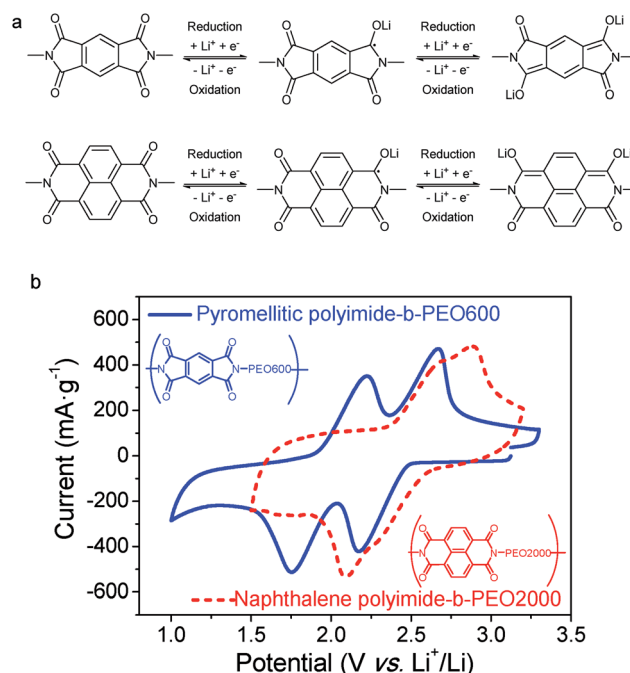 a
O O OLi O O OLi
Reduction Reduction
+ Li⁺ + e⁻ + Li⁺ + e⁻
N N N N N N
- Li⁺ - e⁻ - Li⁺ - e⁻
Oxidation Oxidation
O O O O LiO O
O O O OLi LiO OLi
Reduction Reduction
+ Li⁺ + e⁻ + Li⁺ + e⁻
N N N N N N
- Li⁺ - e⁻ - Li⁺ - e⁻
Oxidation Oxidation
O O O O O O
b
Current (mA·g⁻¹)
600
400
200
0
-200
-400
-600
Pyromellitic polyimide-b-PEO600
O O
N N PEO600
O O
O O
N N PEO2000
O O
Naphthalene polyimide-b-PEO2000
1.0 1.5 2.0 2.5 3.0 3.5
Potential (V vs. Li⁺/Li)